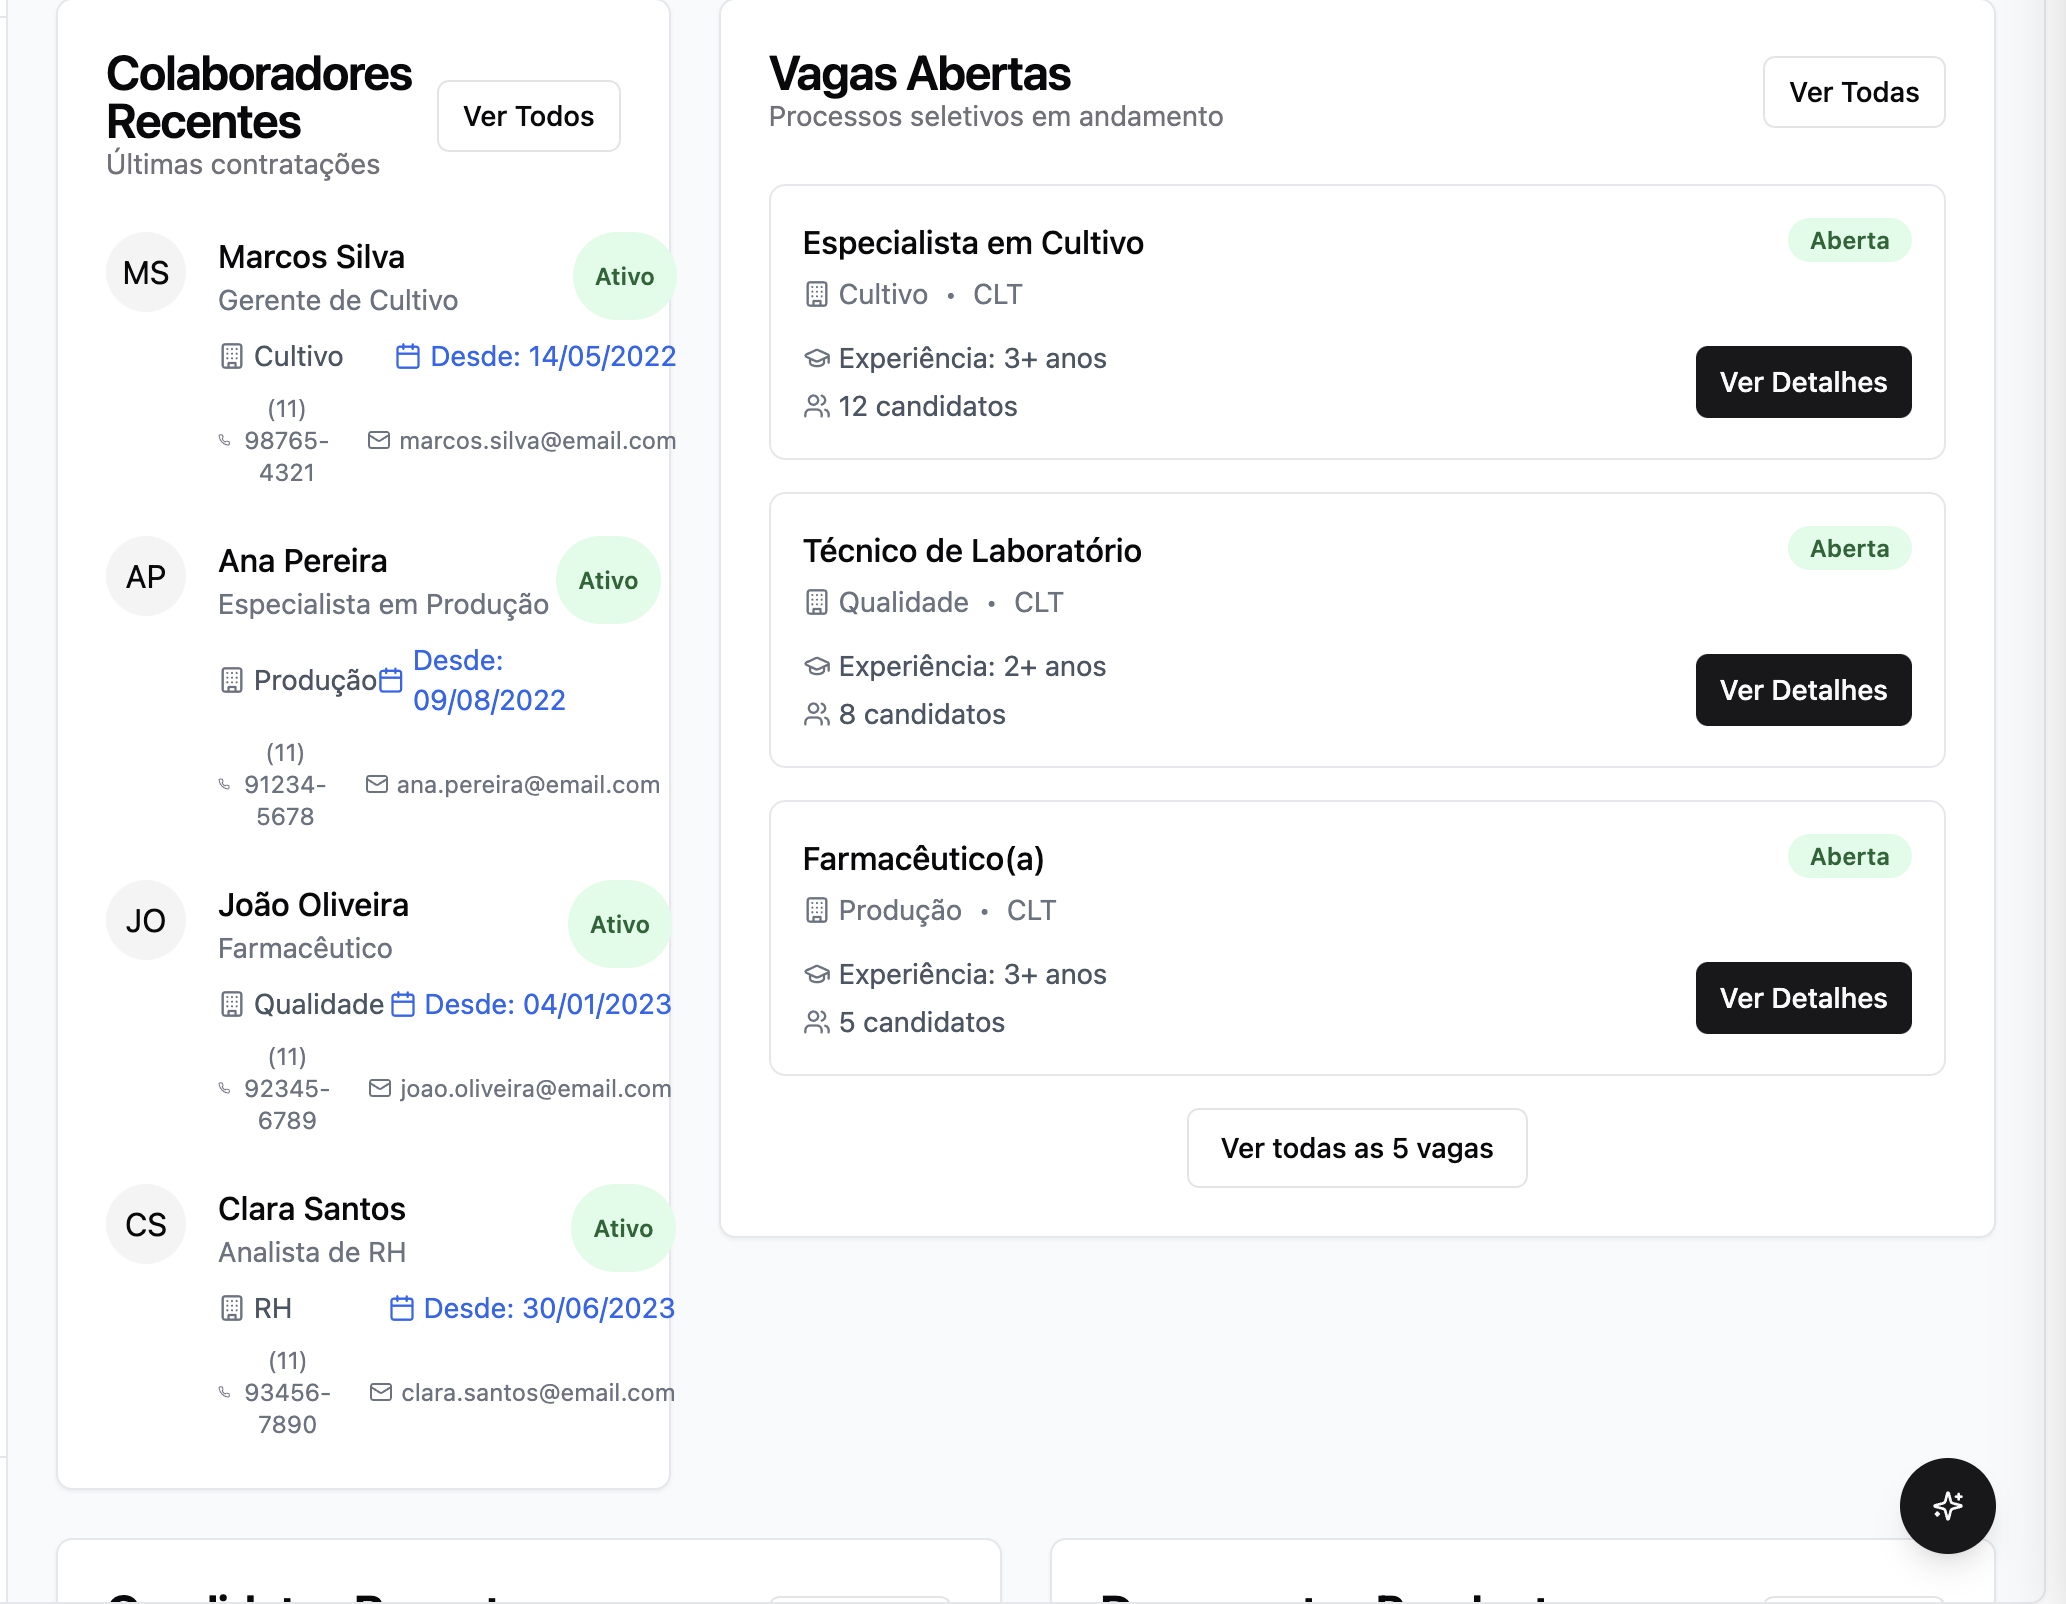 Colaboradores
Recentes
Últimas contratações
Ver Todos
MS
Marcos Silva
Gerente de Cultivo
Ativo
Cultivo
Desde: 14/05/2022
(11)
98765-
4321
marcos.silva@email.com
AP
Ana Pereira
Especialista em Produção
Ativo
Produção
Desde:
09/08/2022
(11)
91234-
5678
ana.pereira@email.com
JO
João Oliveira
Farmacêutico
Ativo
Qualidade
Desde: 04/01/2023
(11)
92345-
6789
joao.oliveira@email.com
CS
Clara Santos
Analista de RH
Ativo
RH
Desde: 30/06/2023
(11)
93456-
7890
clara.santos@email.com
Vagas Abertas
Processos seletivos em andamento
Ver Todas
Especialista em Cultivo
Aberta
Cultivo • CLT
Experiência: 3+ anos
12 candidatos
Ver Detalhes
Técnico de Laboratório
Aberta
Qualidade • CLT
Experiência: 2+ anos
8 candidatos
Ver Detalhes
Farmacêutico(a)
Aberta
Produção • CLT
Experiência: 3+ anos
5 candidatos
Ver Detalhes
Ver todas as 5 vagas